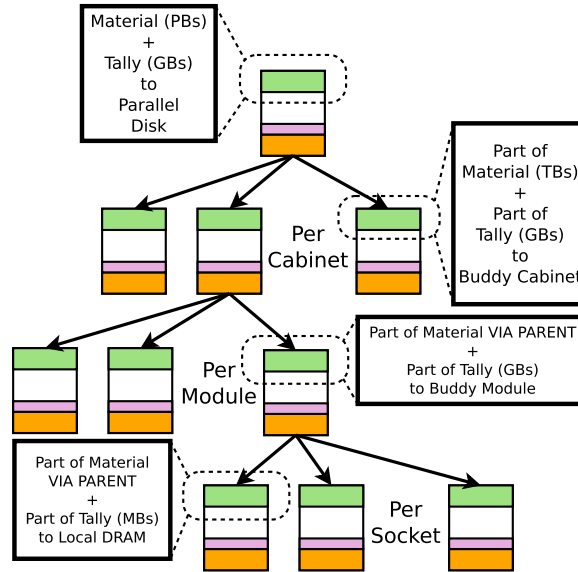 Material (PBs)
+
Tally (GBs)
to
Parallel
Disk
Part of
Material (TBs)
+
Part of
Tally (GBs)
to
Buddy Cabinet
Per
Cabinet
Part of Material VIA PARENT
+
Part of Tally (GBs)
to Buddy Module
Per
Module
Part of Material
VIA PARENT
+
Part of Tally (MBs)
to Local DRAM
Per
Socket